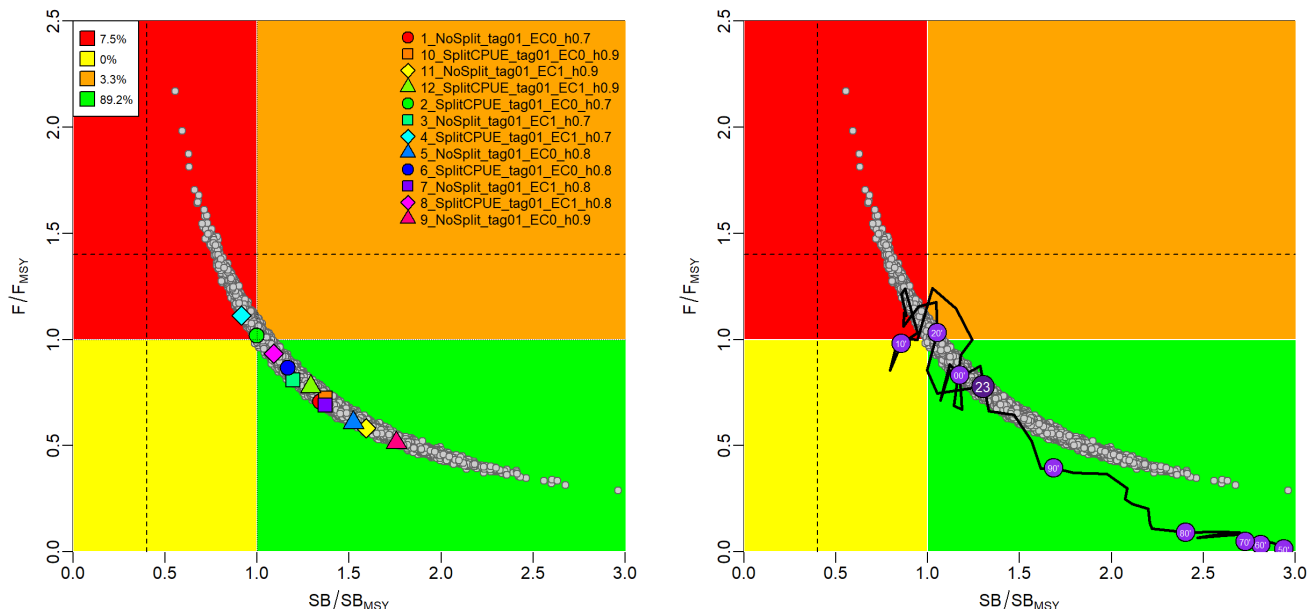 7.5%
0%
3.3%
89.2%
1_NoSplit_tag01_EC0_h0.7
10_SplitCPUE_tag01_EC0_h0.9
11_NoSplit_tag01_EC1_h0.9
12_SplitCPUE_tag01_EC1_h0.9
2_SplitCPUE_tag01_EC0_h0.7
3_NoSplit_tag01_EC1_h0.7
4_SplitCPUE_tag01_EC1_h0.7
5_NoSplit_tag01_EC0_h0.8
6_SplitCPUE_tag01_EC0_h0.8
7_NoSplit_tag01_EC1_h0.8
8_SplitCPUE_tag01_EC1_h0.8
9_NoSplit_tag01_EC0_h0.9
2.5
2.0
1.5
1.0
0.5
0.0
F/FMSY
0.0 0.5 1.0 1.5 2.0 2.5 3.0
SB/SBMSY
2.5
2.0
1.5
1.0
0.5
0.0
F/FMSY
10'
20'
00'
23
90'
80'
70'
60'
50'
0.0 0.5 1.0 1.5 2.0 2.5 3.0
SB/SBMSY